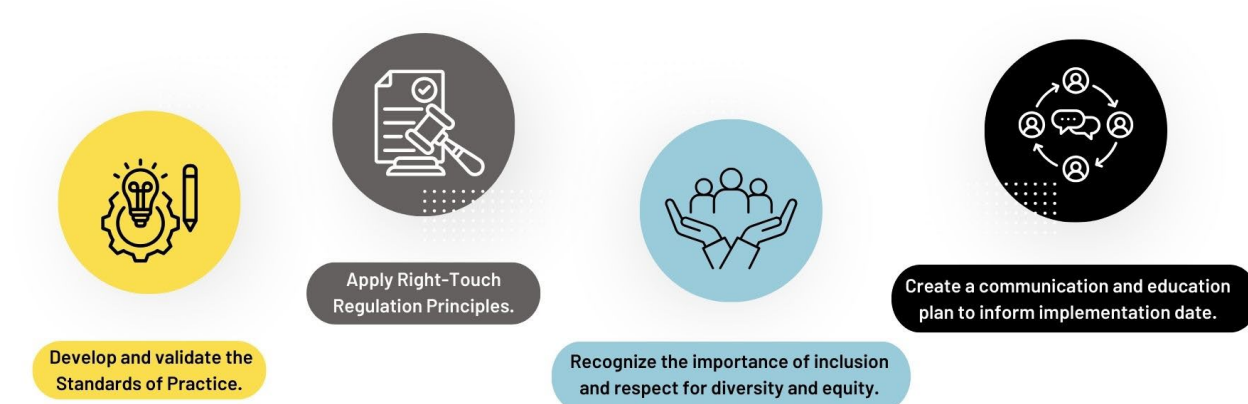 Develop and validate the
Standards of Practice.
Apply Right-Touch
Regulation Principles.
Recognize the importance of inclusion
and respect for diversity and equity.
Create a communication and education
plan to inform implementation date.